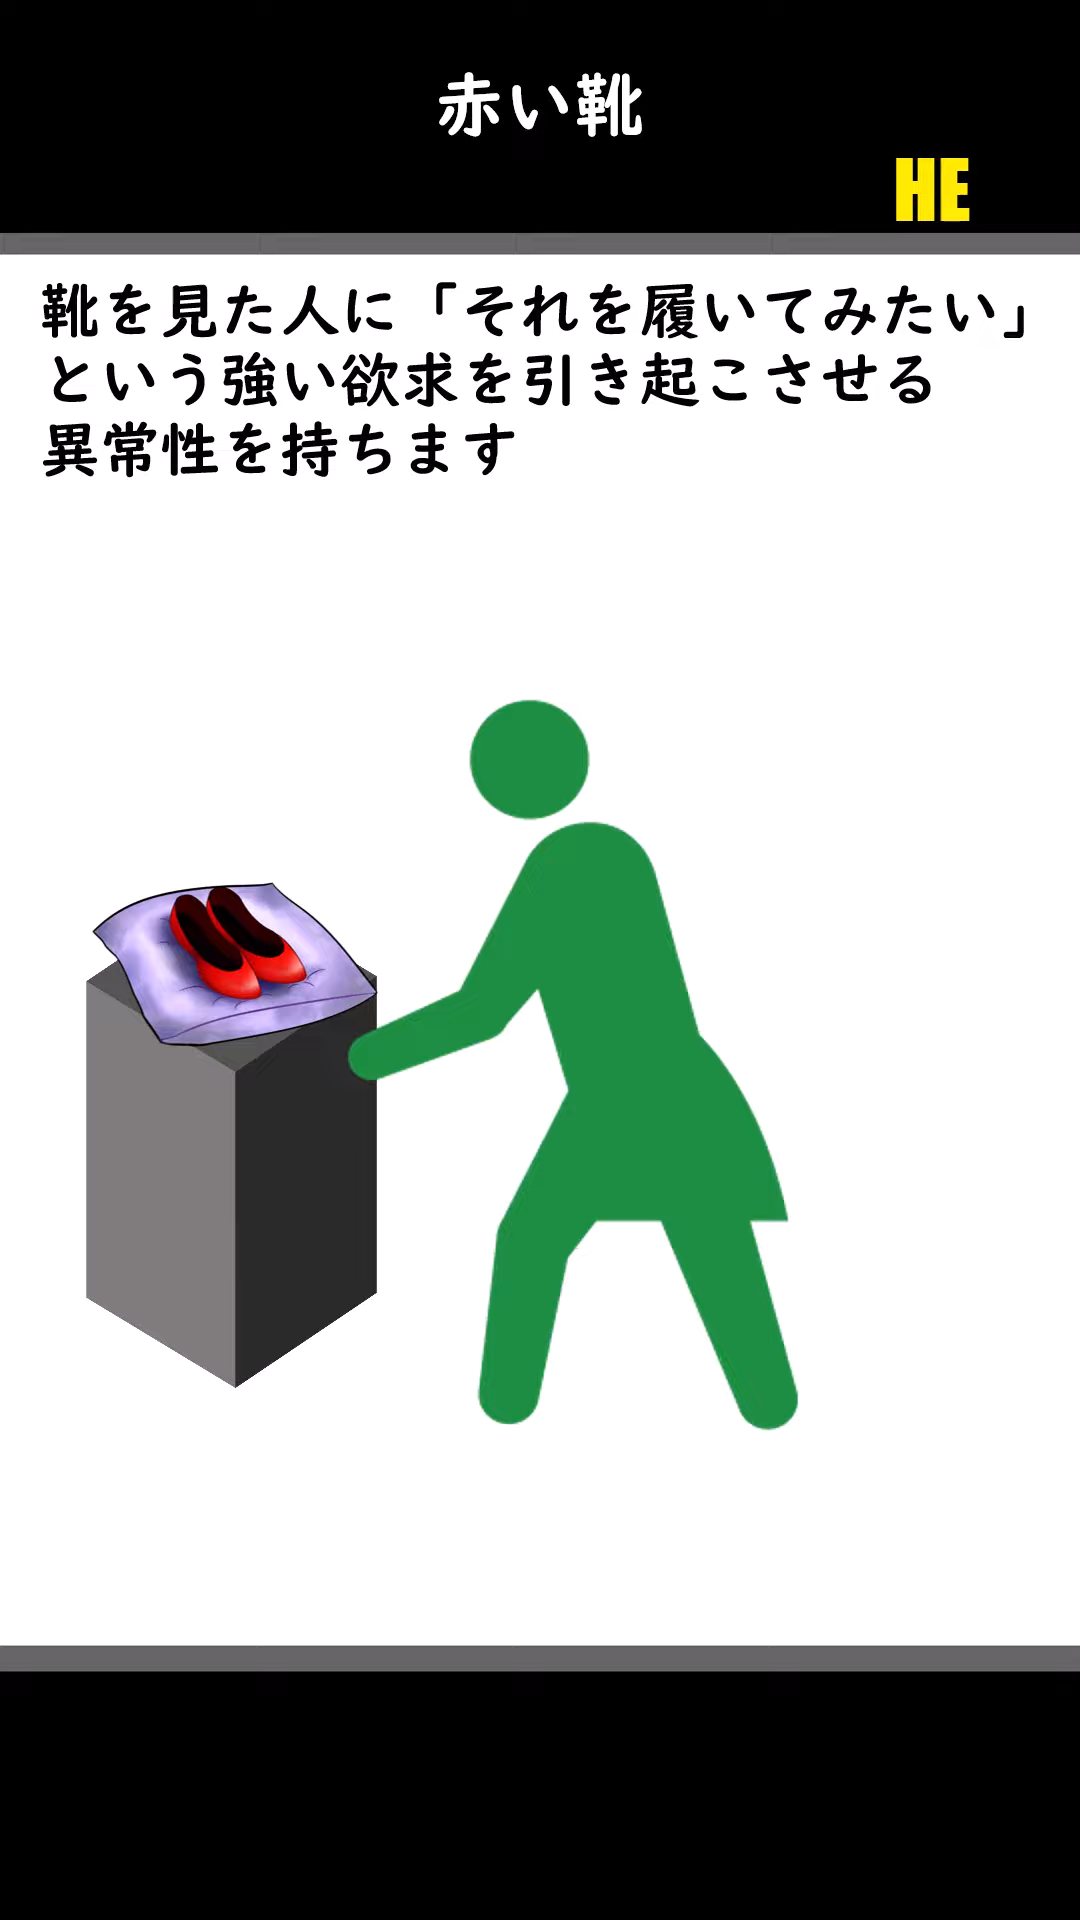 赤い靴
HE
靴を見た人に「それを履いてみたい」
という強い欲求を引き起こさせる
異常性を持ちます